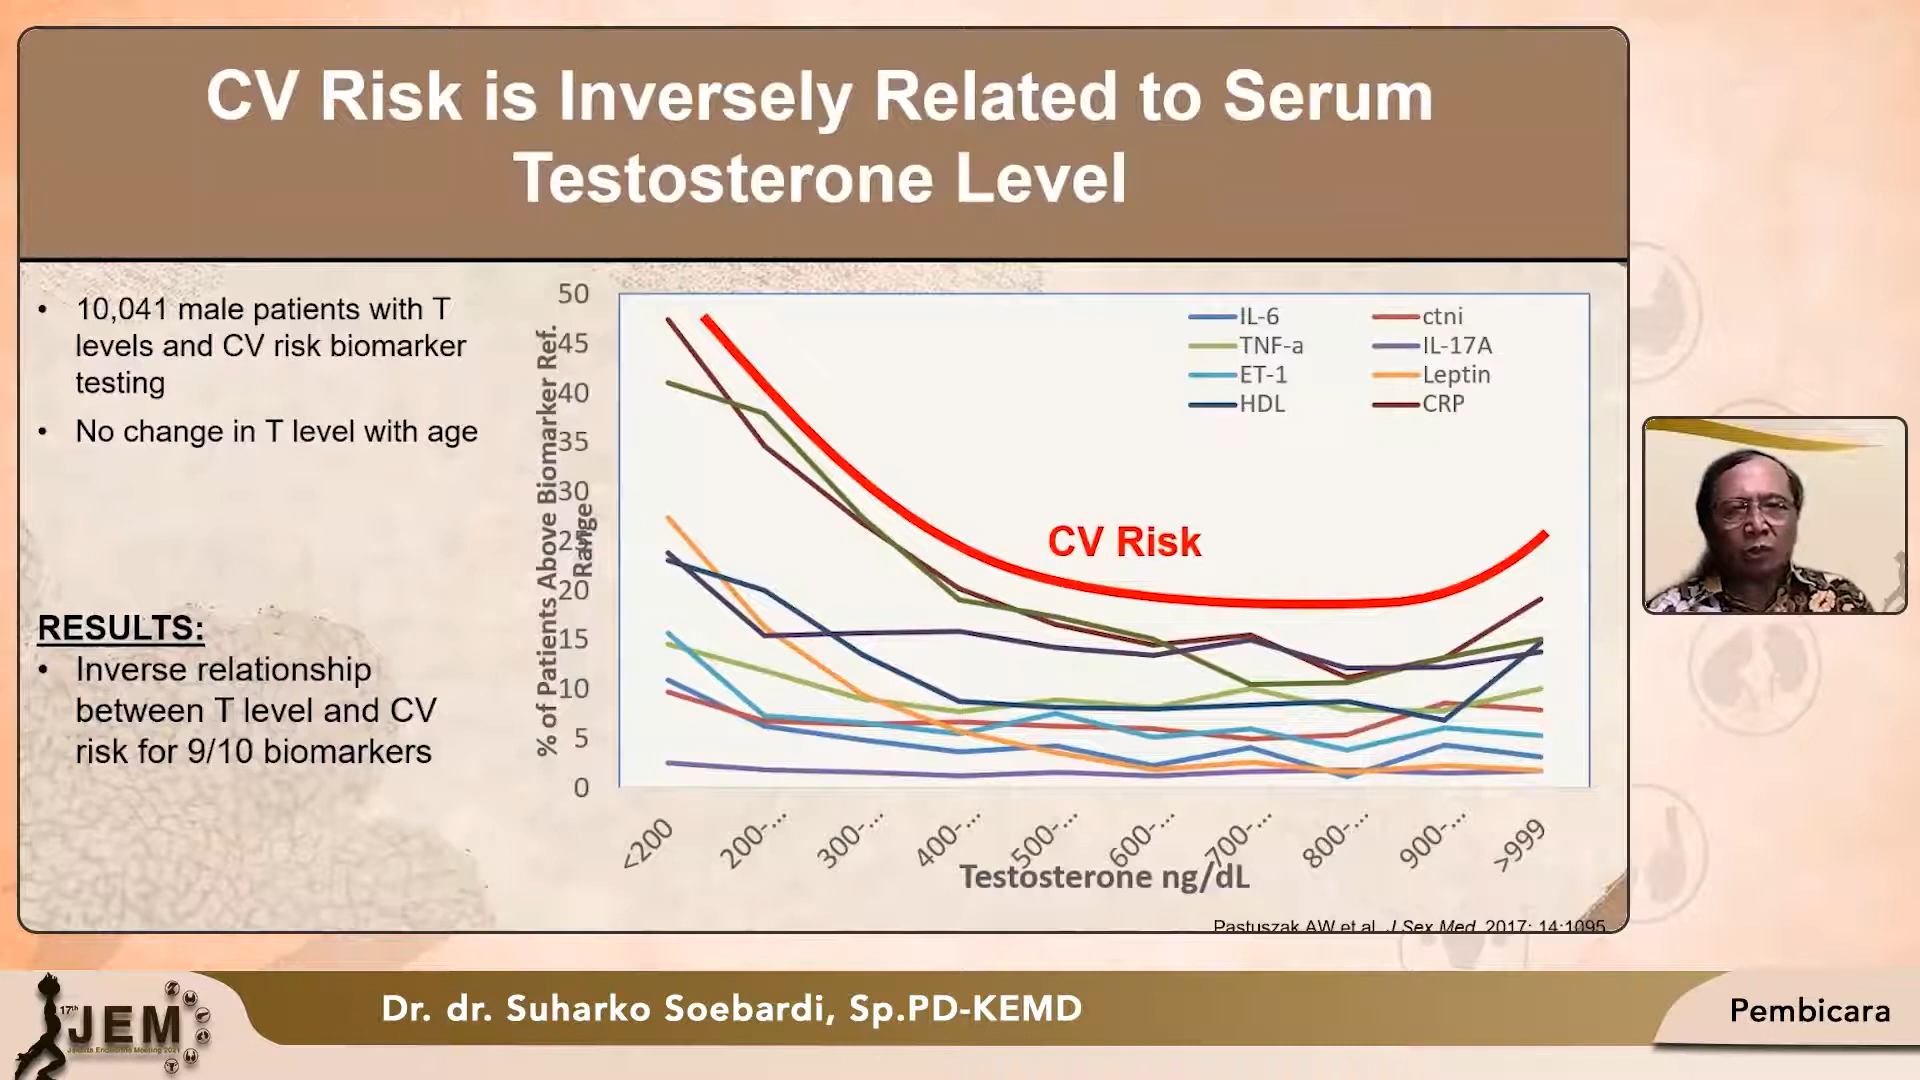 CV Risk is Inversely Related to Serum
Testosterone Level
• 10,041 male patients with T
levels and CV risk biomarker
testing
• No change in T level with age
RESULTS:
• Inverse relationship
between T level and CV
risk for 9/10 biomarkers
% of Patients Above Biomarker Ref.
Range
50
45
40
35
30
25
20
15
10
5
0
IL-6
ctni
TNF-a
IL-17A
ET-1
Leptin
HDL
CRP
CV Risk
<200
200-...
300-...
400-...
500-...
600-...
700-...
800-...
900-...
>999
Testosterone ng/dL
Pastuszak AW et al. J Sex Med. 2017; 14:1095
17th
JEM
Jakarta Endocrine Meeting 2021
Dr. dr. Suharko Soebardi, Sp.PD-KEMD
Pembicara